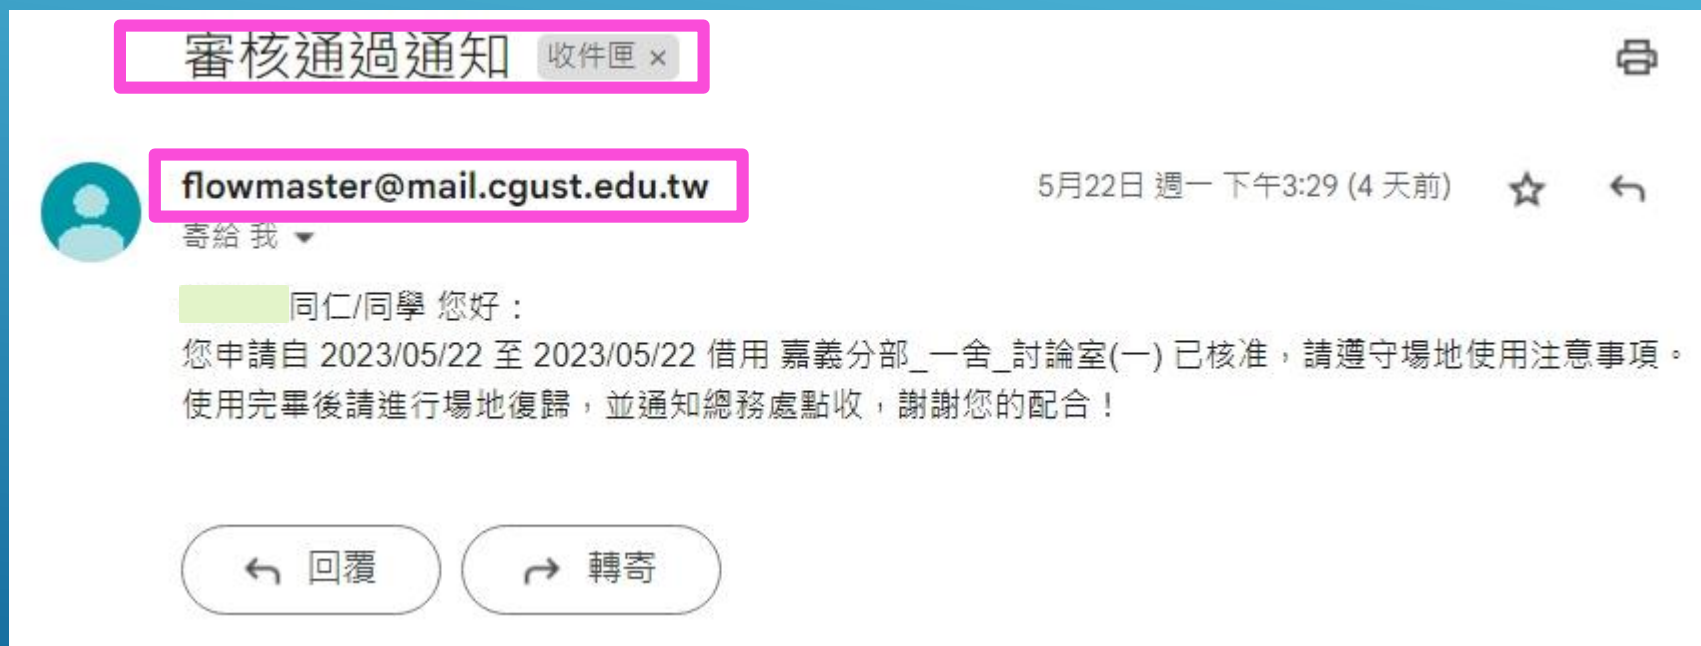 審核通過通知 收件匣 ×
flowmaster@mail.cgust.edu.tw 5月22日 週一 下午3:29 (4 天前)
寄給 我
同仁/同學 您好：
您申請自 2023/05/22 至 2023/05/22 借用 嘉義分部_一舍_討論室(一) 已核准，請遵守場地使用注意事項。
使用完畢後請進行場地復歸，並通知總務處點收，謝謝您的配合！
回覆 轉寄